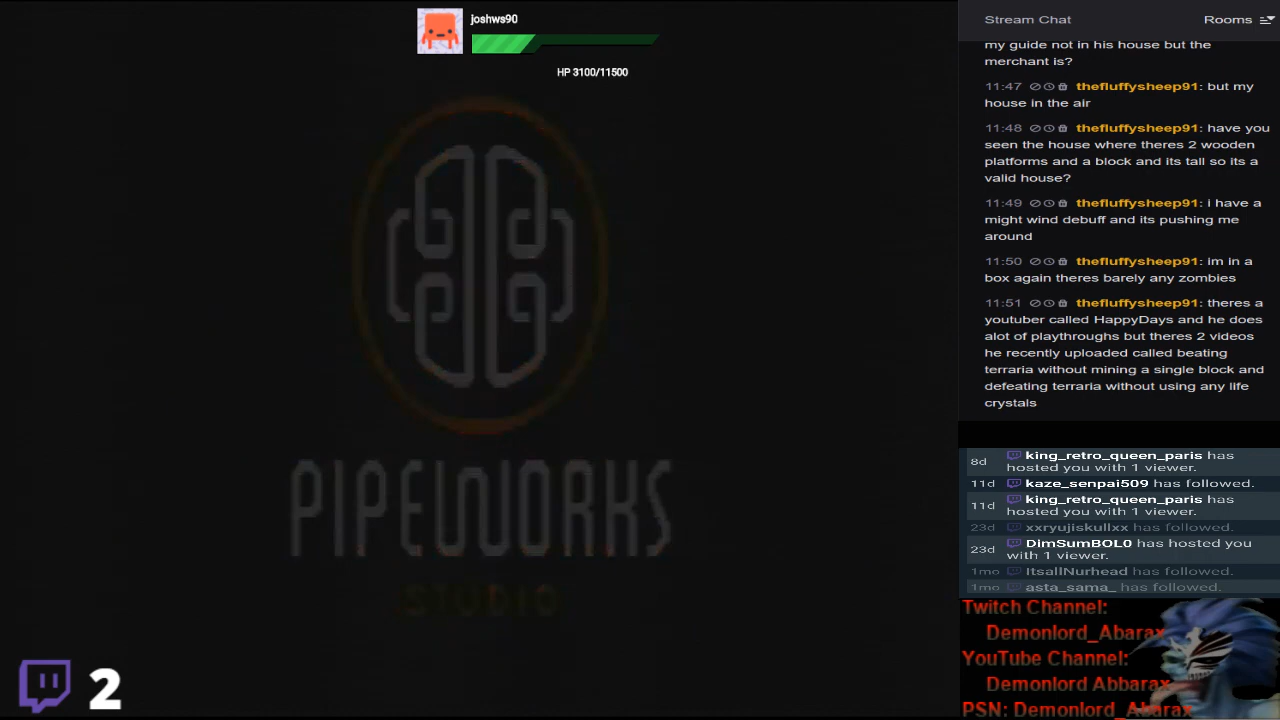 joshws90
HP 3100/11500
PIPEWORKS
STUDIO
2
Stream Chat
Rooms
my guide not in his house but the
merchant is?
11:47 thefluffysheep91: but my
house in the air
11:48 thefluffysheep91: have you
seen the house where theres 2 wooden
platforms and a block and its tall so its a
valid house?
11:49 thefluffysheep91: i have a
might wind debuff and its pushing me
around
11:50 thefluffysheep91: im in a
box again theres barely any zombies
11:51 thefluffysheep91: theres a
youtuber called HappyDays and he does
alot of playthroughs but theres 2 videos
he recently uploaded called beating
terraria without mining a single block and
defeating terraria without using any life
crystals
8d king_retro_queen_paris has
hosted you with 1 viewer.
11d kaze_senpai509 has followed.
11d king_retro_queen_paris has
hosted you with 1 viewer.
23d xxryujiskullxx has followed.
23d DimSumBOL0 has hosted you
with 1 viewer.
1mo ItsallNurhead has followed.
1mo asta_sama_ has followed.
Twitch Channel:
Demonlord_Abarax
YouTube Channel:
Demonlord Abbarax
PSN: Demonlord_Abarax